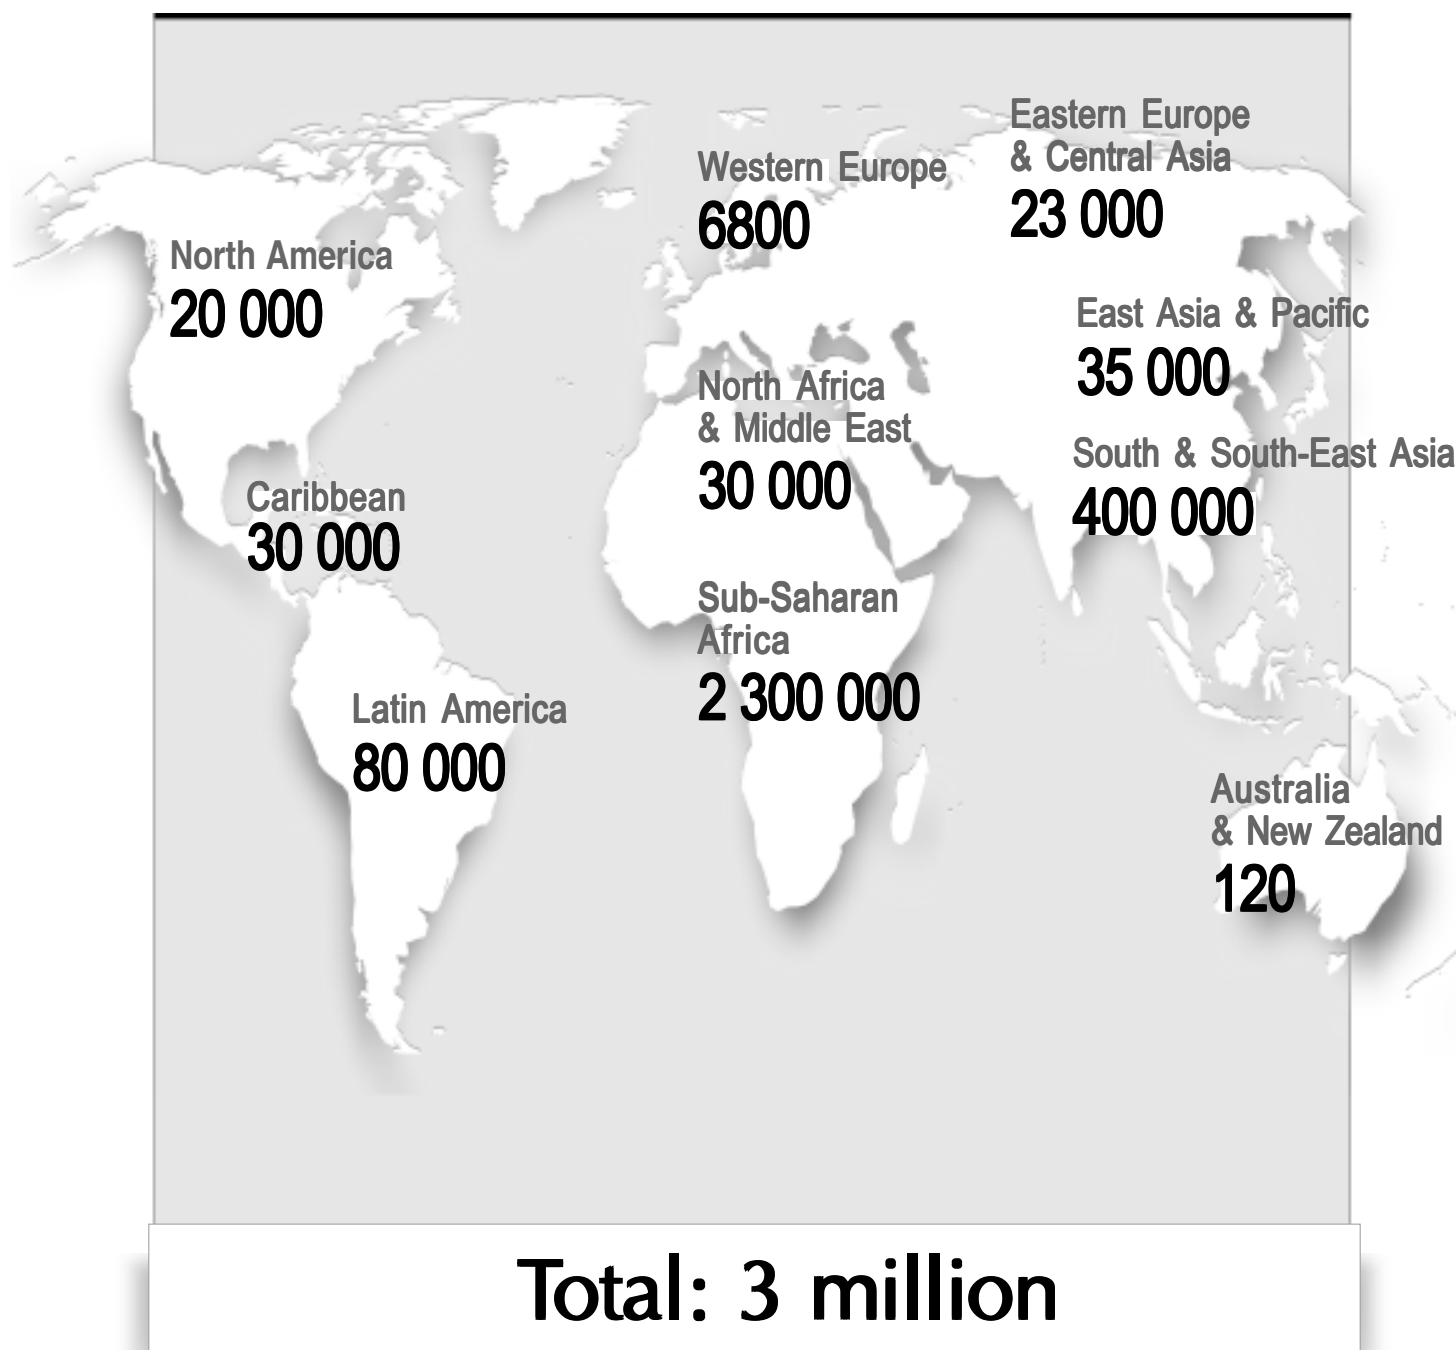 Eastern Europe
& Central Asia
23 000
Western Europe
6800
North America
20 000
East Asia & Pacific
35 000
North Africa
& Middle East
30 000
South & South-East Asia
400 000
Caribbean
30 000
Sub-Saharan
Africa
2 300 000
Latin America
80 000
Australia
& New Zealand
120
Total: 3 million